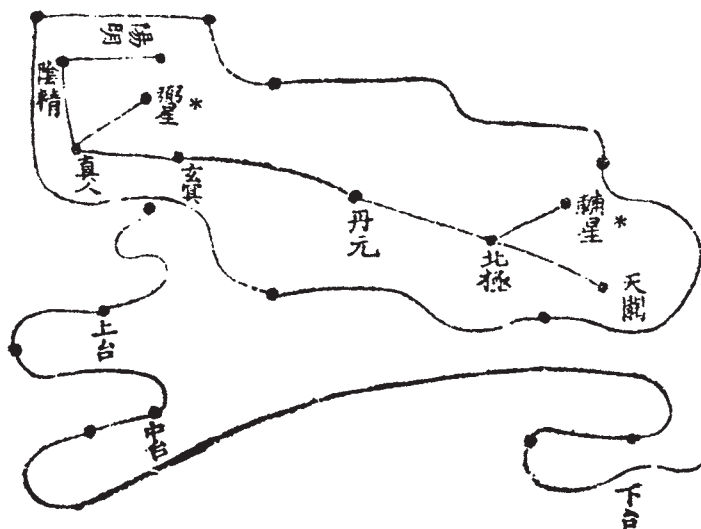 陽明
陰精
弼星*
真人
玄冥
丹元
北極
輔星*
天關
上台
中台
下台